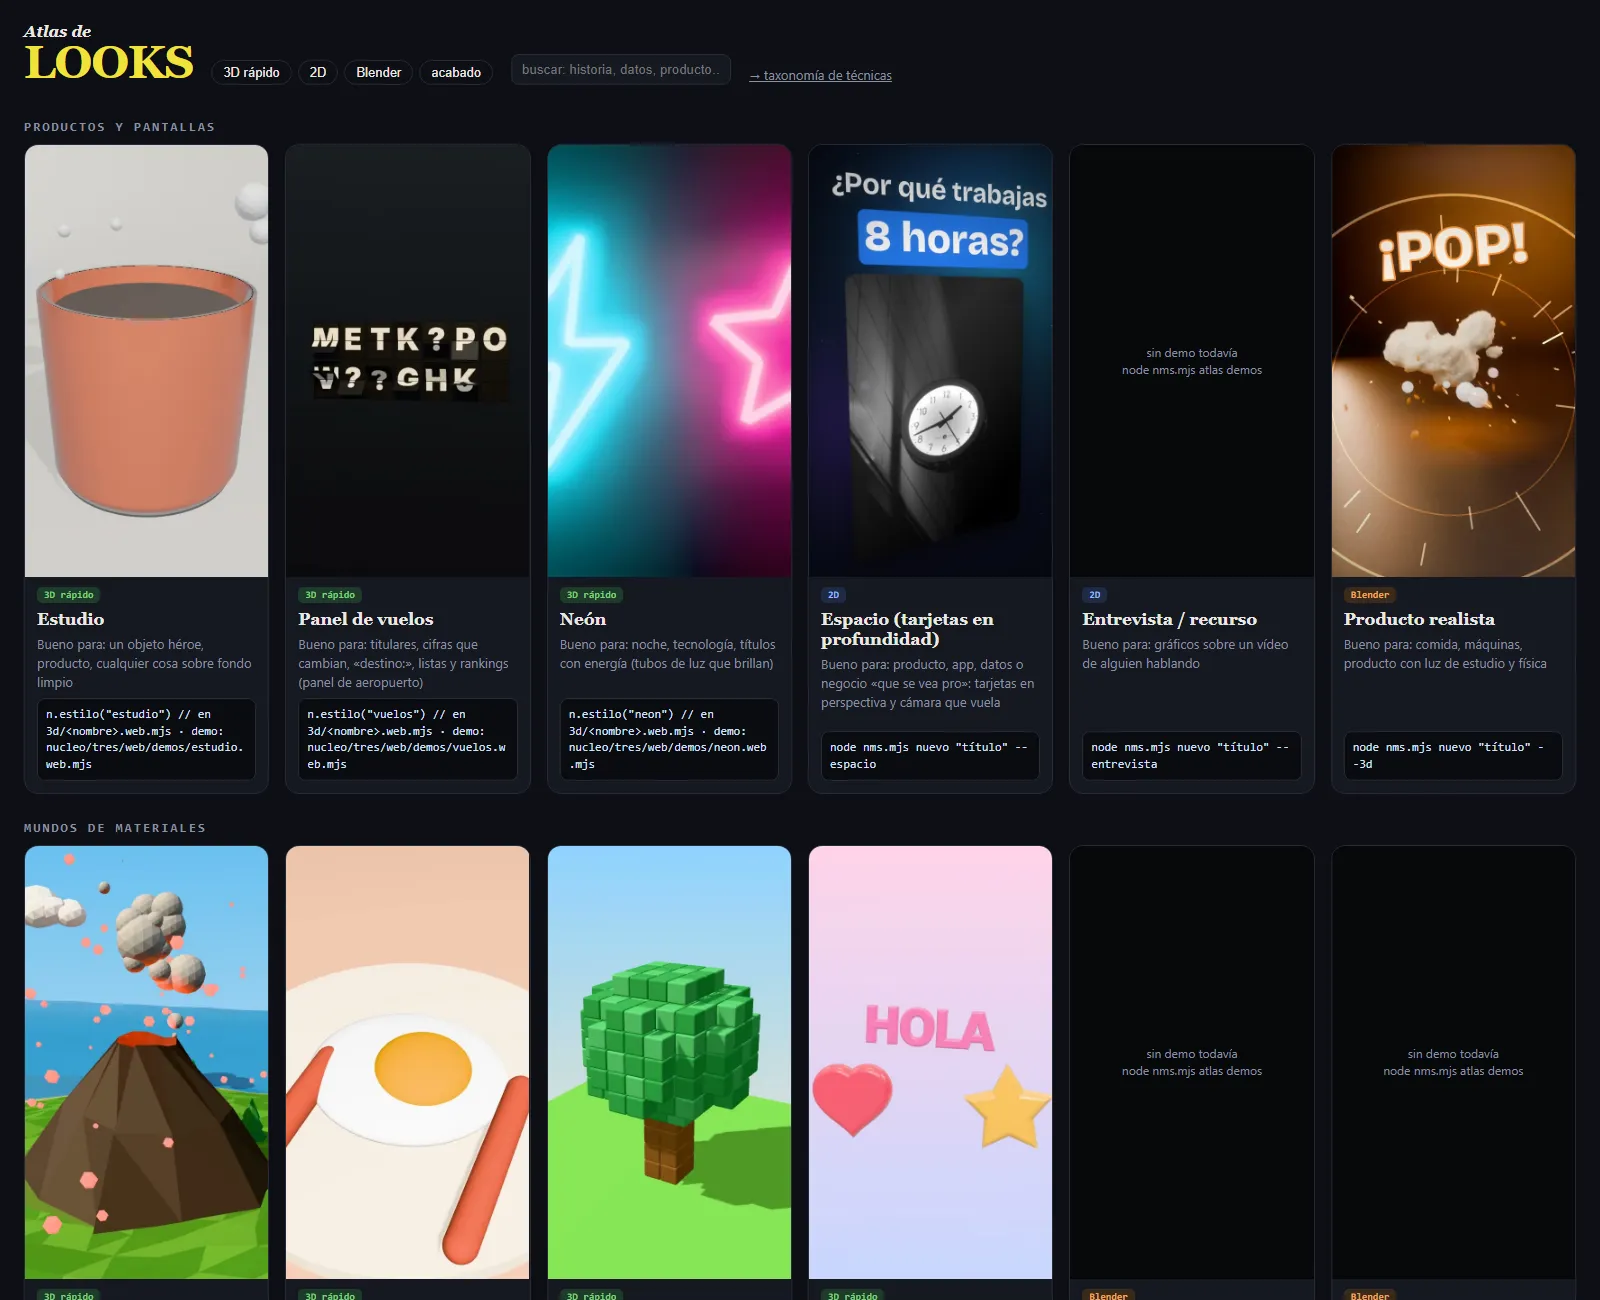 Atlas de
LOOKS
3D rápido
2D
Blender
acabado
buscar: historia, datos, producto..
→ taxonomía de técnicas
PRODUCTOS Y PANTALLAS
METK?PO
??GHK
¿Por qué trabajas
8 horas?
sin demo todavía
node nms.mjs atlas demos
¡POP!
3D rápido
Estudio
Bueno para: un objeto héroe,
producto, cualquier cosa sobre fondo
limpio
n.estilo("estudio") // en
3d/<nombre>.web.mjs · demo:
nucleo/tres/web/demos/estudio.
web.mjs
3D rápido
Panel de vuelos
Bueno para: titulares, cifras que
cambian, «destino:», listas y rankings
(panel de aeropuerto)
n.estilo("vuelos") // en
3d/<nombre>.web.mjs · demo:
nucleo/tres/web/demos/vuelos.w
eb.mjs
3D rápido
Neón
Bueno para: noche, tecnología, títulos
con energía (tubos de luz que brillan)
n.estilo("neon") // en
3d/<nombre>.web.mjs · demo:
nucleo/tres/web/demos/neon.web
.mjs
2D
Espacio (tarjetas en
profundidad)
Bueno para: producto, app, datos o
negocio «que se vea pro»: tarjetas en
perspectiva y cámara que vuela
node nms.mjs nuevo "título" --
espacio
2D
Entrevista / recurso
Bueno para: gráficos sobre un vídeo
de alguien hablando
node nms.mjs nuevo "título" --
entrevista
Blender
Producto realista
Bueno para: comida, máquinas,
producto con luz de estudio y física
node nms.mjs nuevo "título" -
-3d
MUNDOS DE MATERIALES
HOLA
sin demo todavía
node nms.mjs atlas demos
sin demo todavía
node nms.mjs atlas demos
3D rápido
3D rápido
3D rápido
3D rápido
Blender
Blender